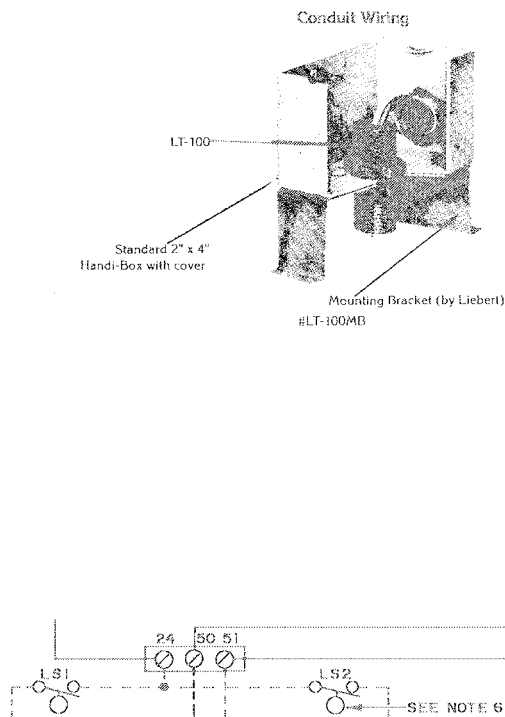 Conduit Wiring
LT-100
Standard 2" x 4"
Handi-Box with cover
Mounting Bracket (by Liebert)
#LT-100MB
24 50 51
LS1
LS2
SEE NOTE 6